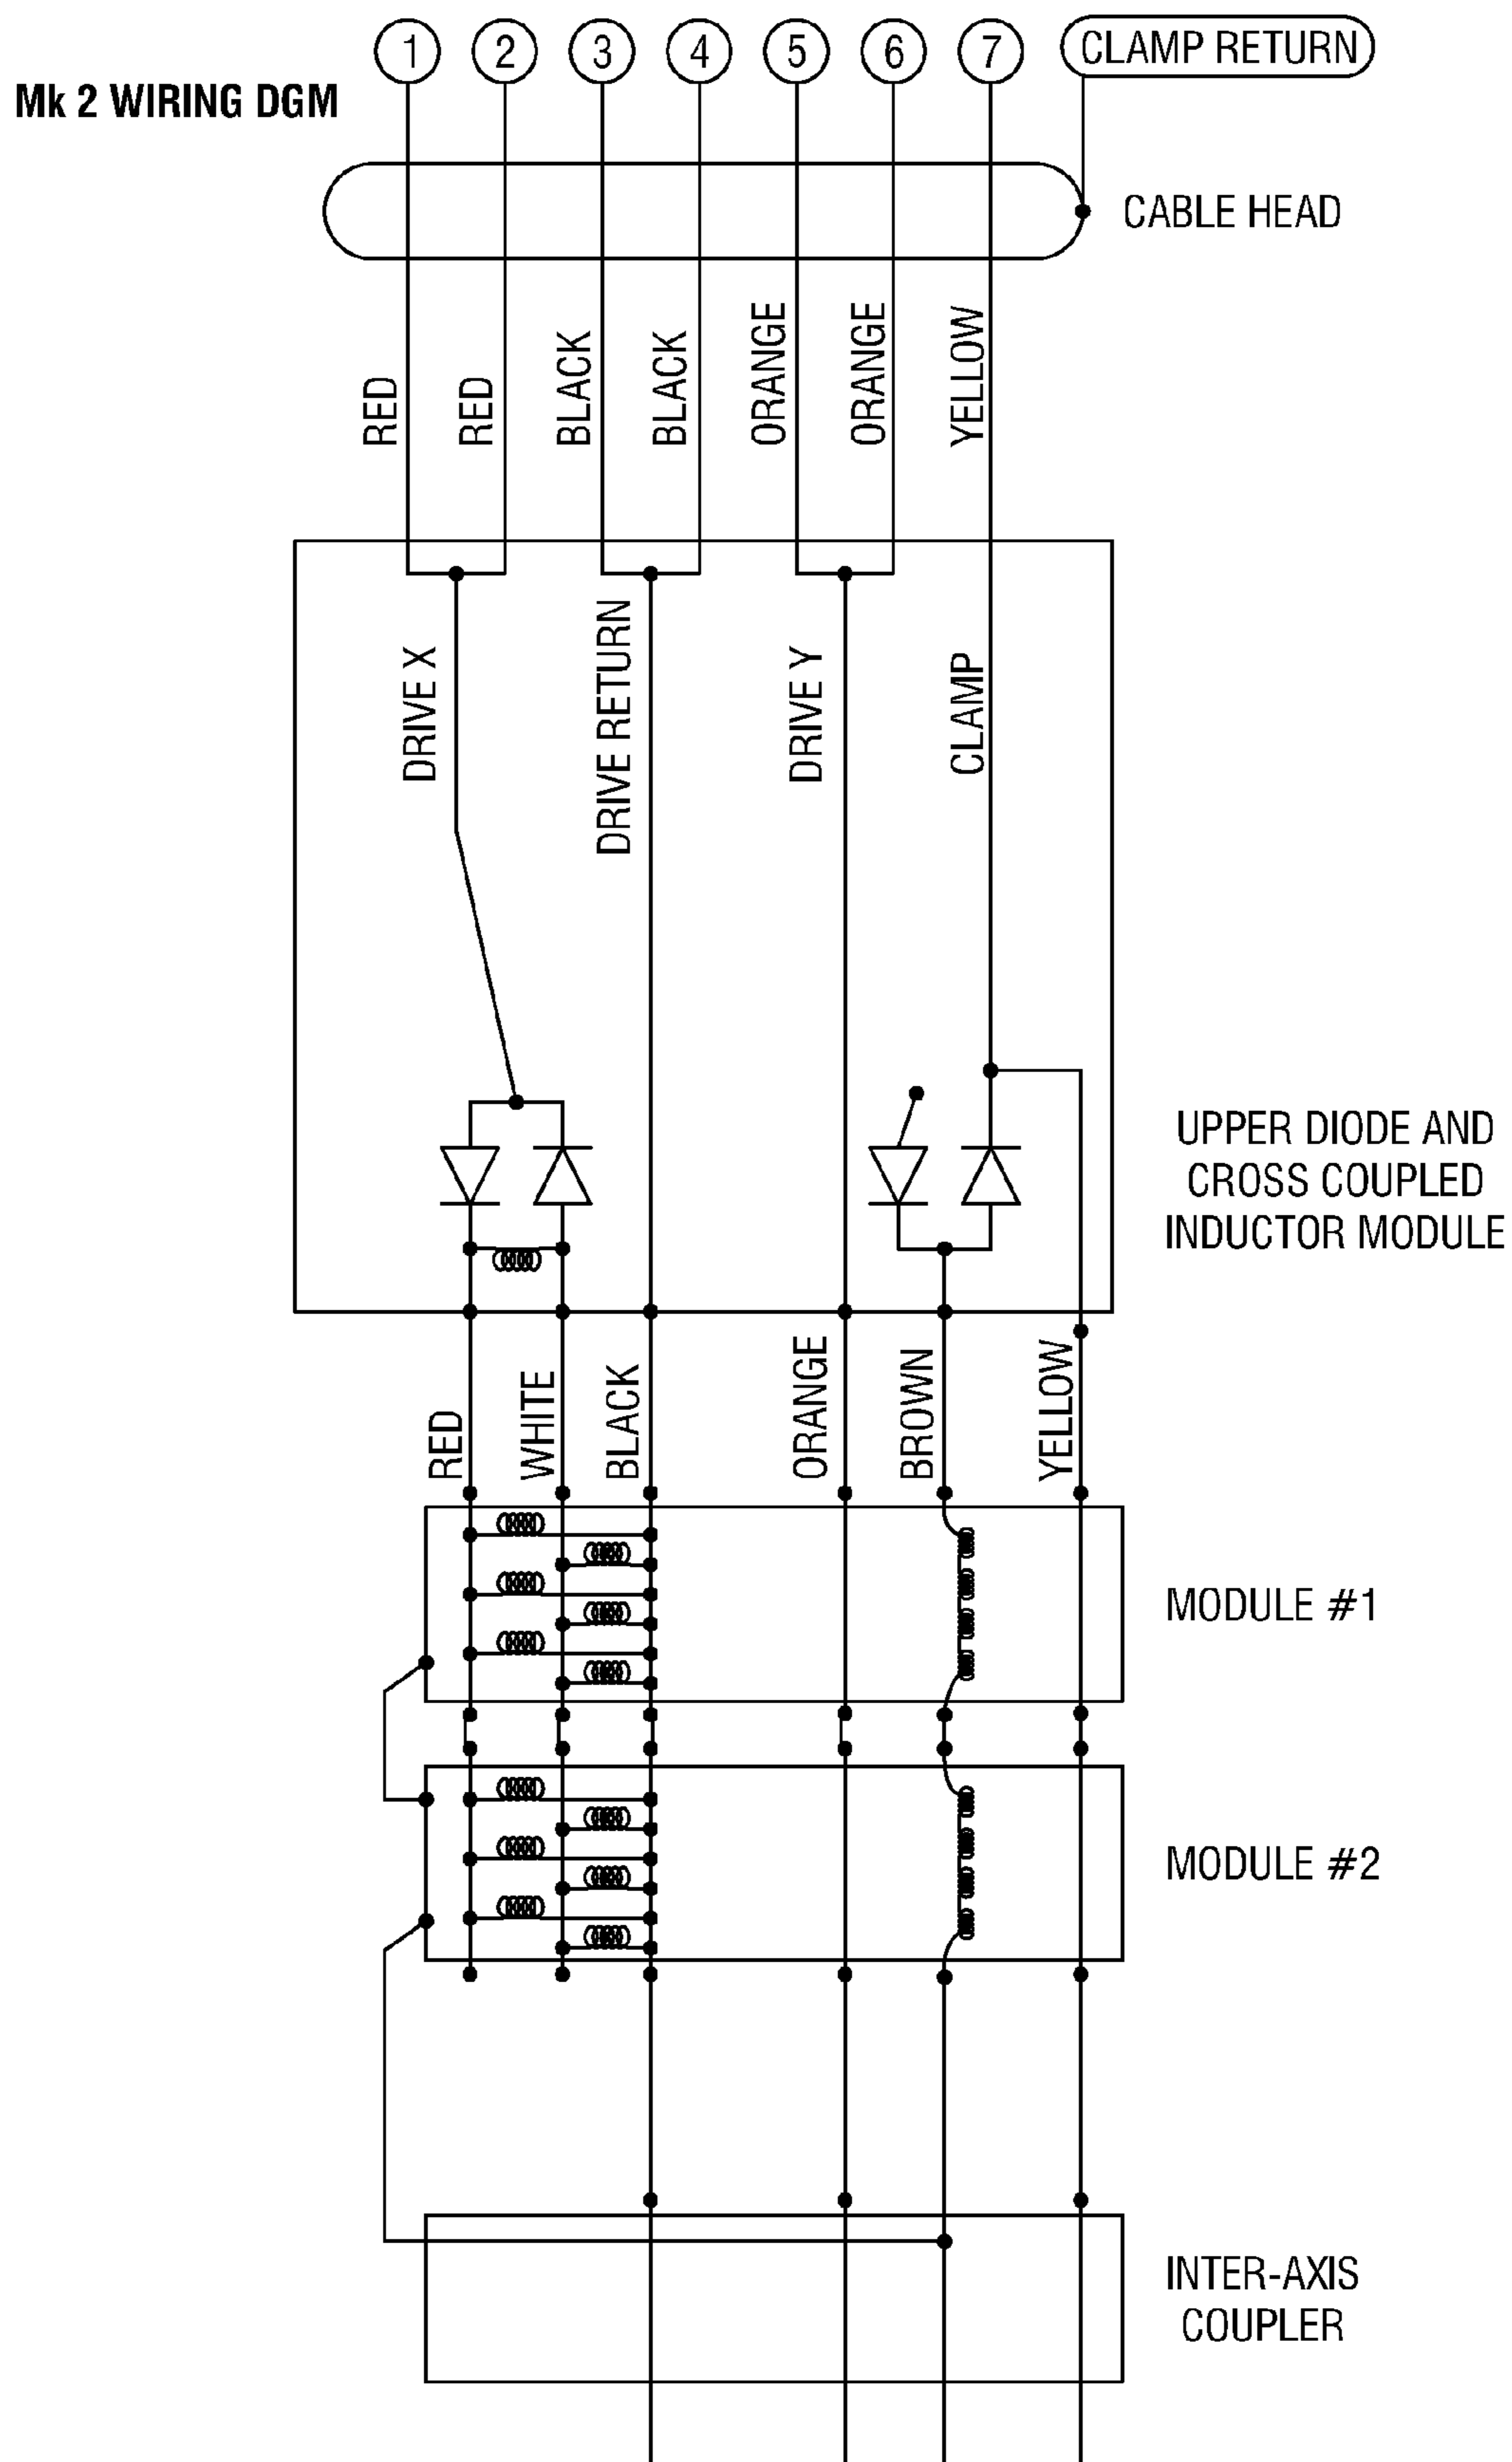 1 2 3 4 5 6 7 CLAMP RETURN
Mk 2 WIRING DGM
CABLE HEAD
RED RED BLACK BLACK ORANGE ORANGE YELLOW
DRIVE X DRIVE RETURN DRIVE Y CLAMP
UPPER DIODE AND
CROSS COUPLED
INDUCTOR MODULE
RED WHITE BLACK ORANGE BROWN YELLOW
MODULE #1
MODULE #2
INTER-AXIS
COUPLER